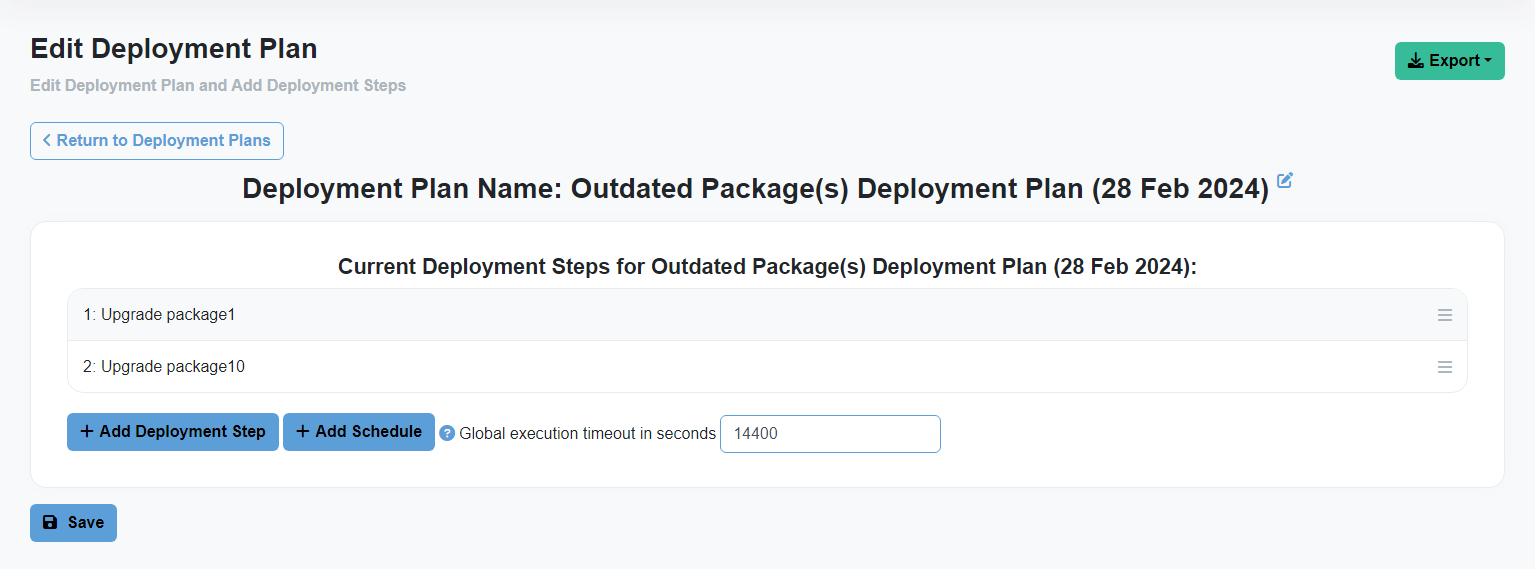 Edit Deployment Plan
Export
Edit Deployment Plan and Add Deployment Steps
Return to Deployment Plans
Deployment Plan Name: Outdated Package(s) Deployment Plan (28 Feb 2024)
Current Deployment Steps for Outdated Package(s) Deployment Plan (28 Feb 2024):
1: Upgrade package1
2: Upgrade package10
+ Add Deployment Step + Add Schedule ? Global execution timeout in seconds 14400
Save